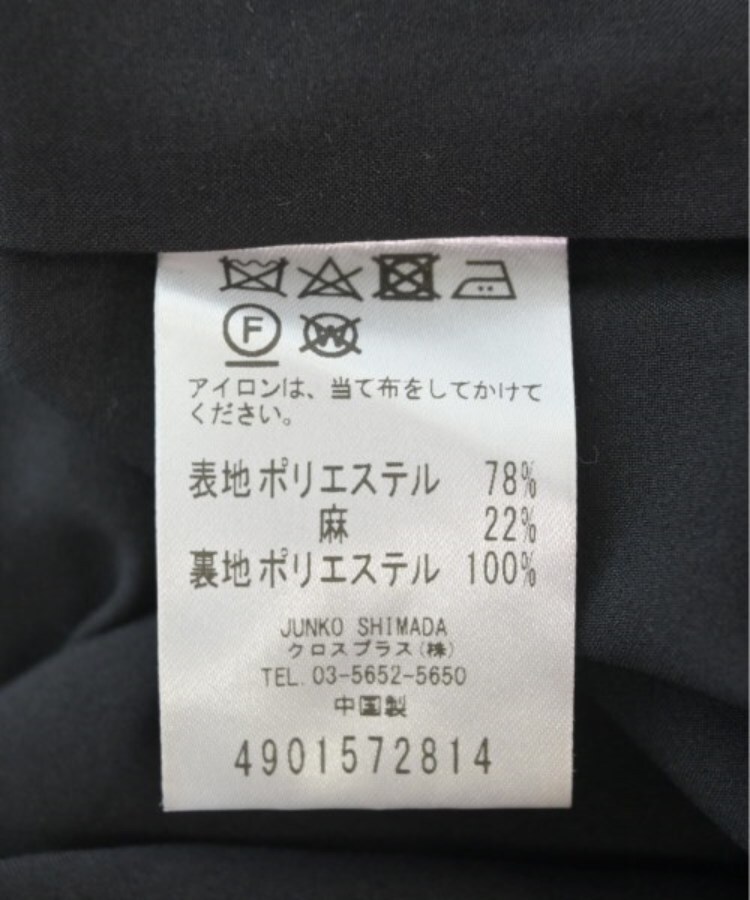 F W
アイロンは、当て布をしてかけて
ください。
表地 ポリエステル 78%
麻 22%
裏地 ポリエステル 100%
JUNKO SHIMADA
クロスプラス(株)
TEL. 03-5652-5650
中国製
4901572814